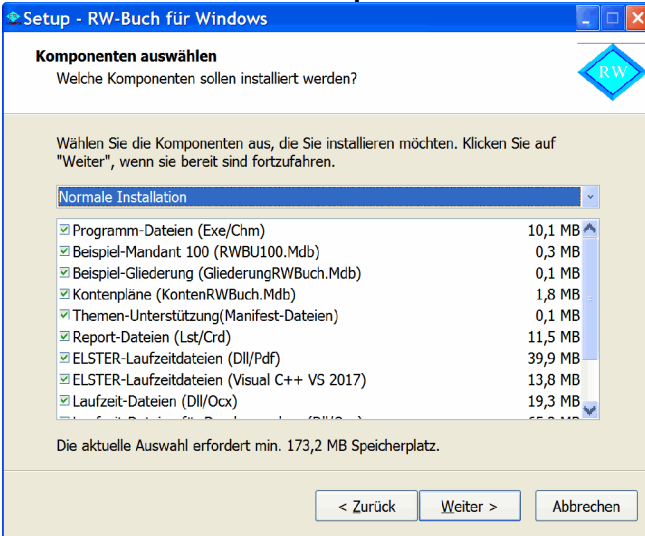 Setup - RW-Buch für Windows
Komponenten auswählen
Welche Komponenten sollen installiert werden?
RW
Wählen Sie die Komponenten aus, die Sie installieren möchten. Klicken Sie auf
"Weiter", wenn sie bereit sind fortzufahren.
Normale Installation
Programm-Dateien (Exe/Chm) 10,1 MB
Beispiel-Mandant 100 (RWBU100.Mdb) 0,3 MB
Beispiel-Gliederung (GliederungRWBuch.Mdb) 0,1 MB
Kontenpläne (KontenRWBuch.Mdb) 1,8 MB
Themen-Unterstützung(Manifest-Dateien) 0,1 MB
Report-Dateien (Lst/Crd) 11,5 MB
ELSTER-Laufzeitdateien (Dll/Pdf) 39,9 MB
ELSTER-Laufzeitdateien (Visual C++ VS 2017) 13,8 MB
Laufzeit-Dateien (Dll/Ocx) 19,3 MB
Die aktuelle Auswahl erfordert min. 173,2 MB Speicherplatz.
< Zurück
Weiter >
Abbrechen